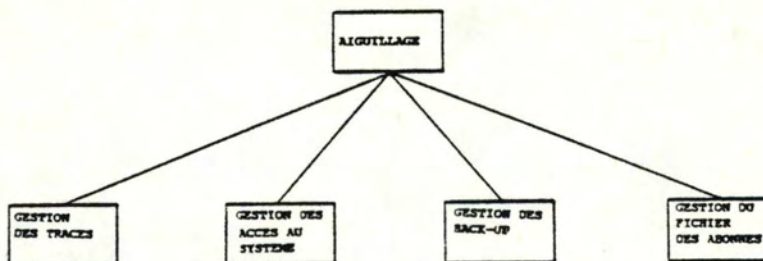 AIGUILLAGE
GESTION
DES TRACES
GESTION DES
ACCES AU
SYSTEME
GESTION DES
BACK-UP
GESTION DU
FICHIER
DES ABONNES